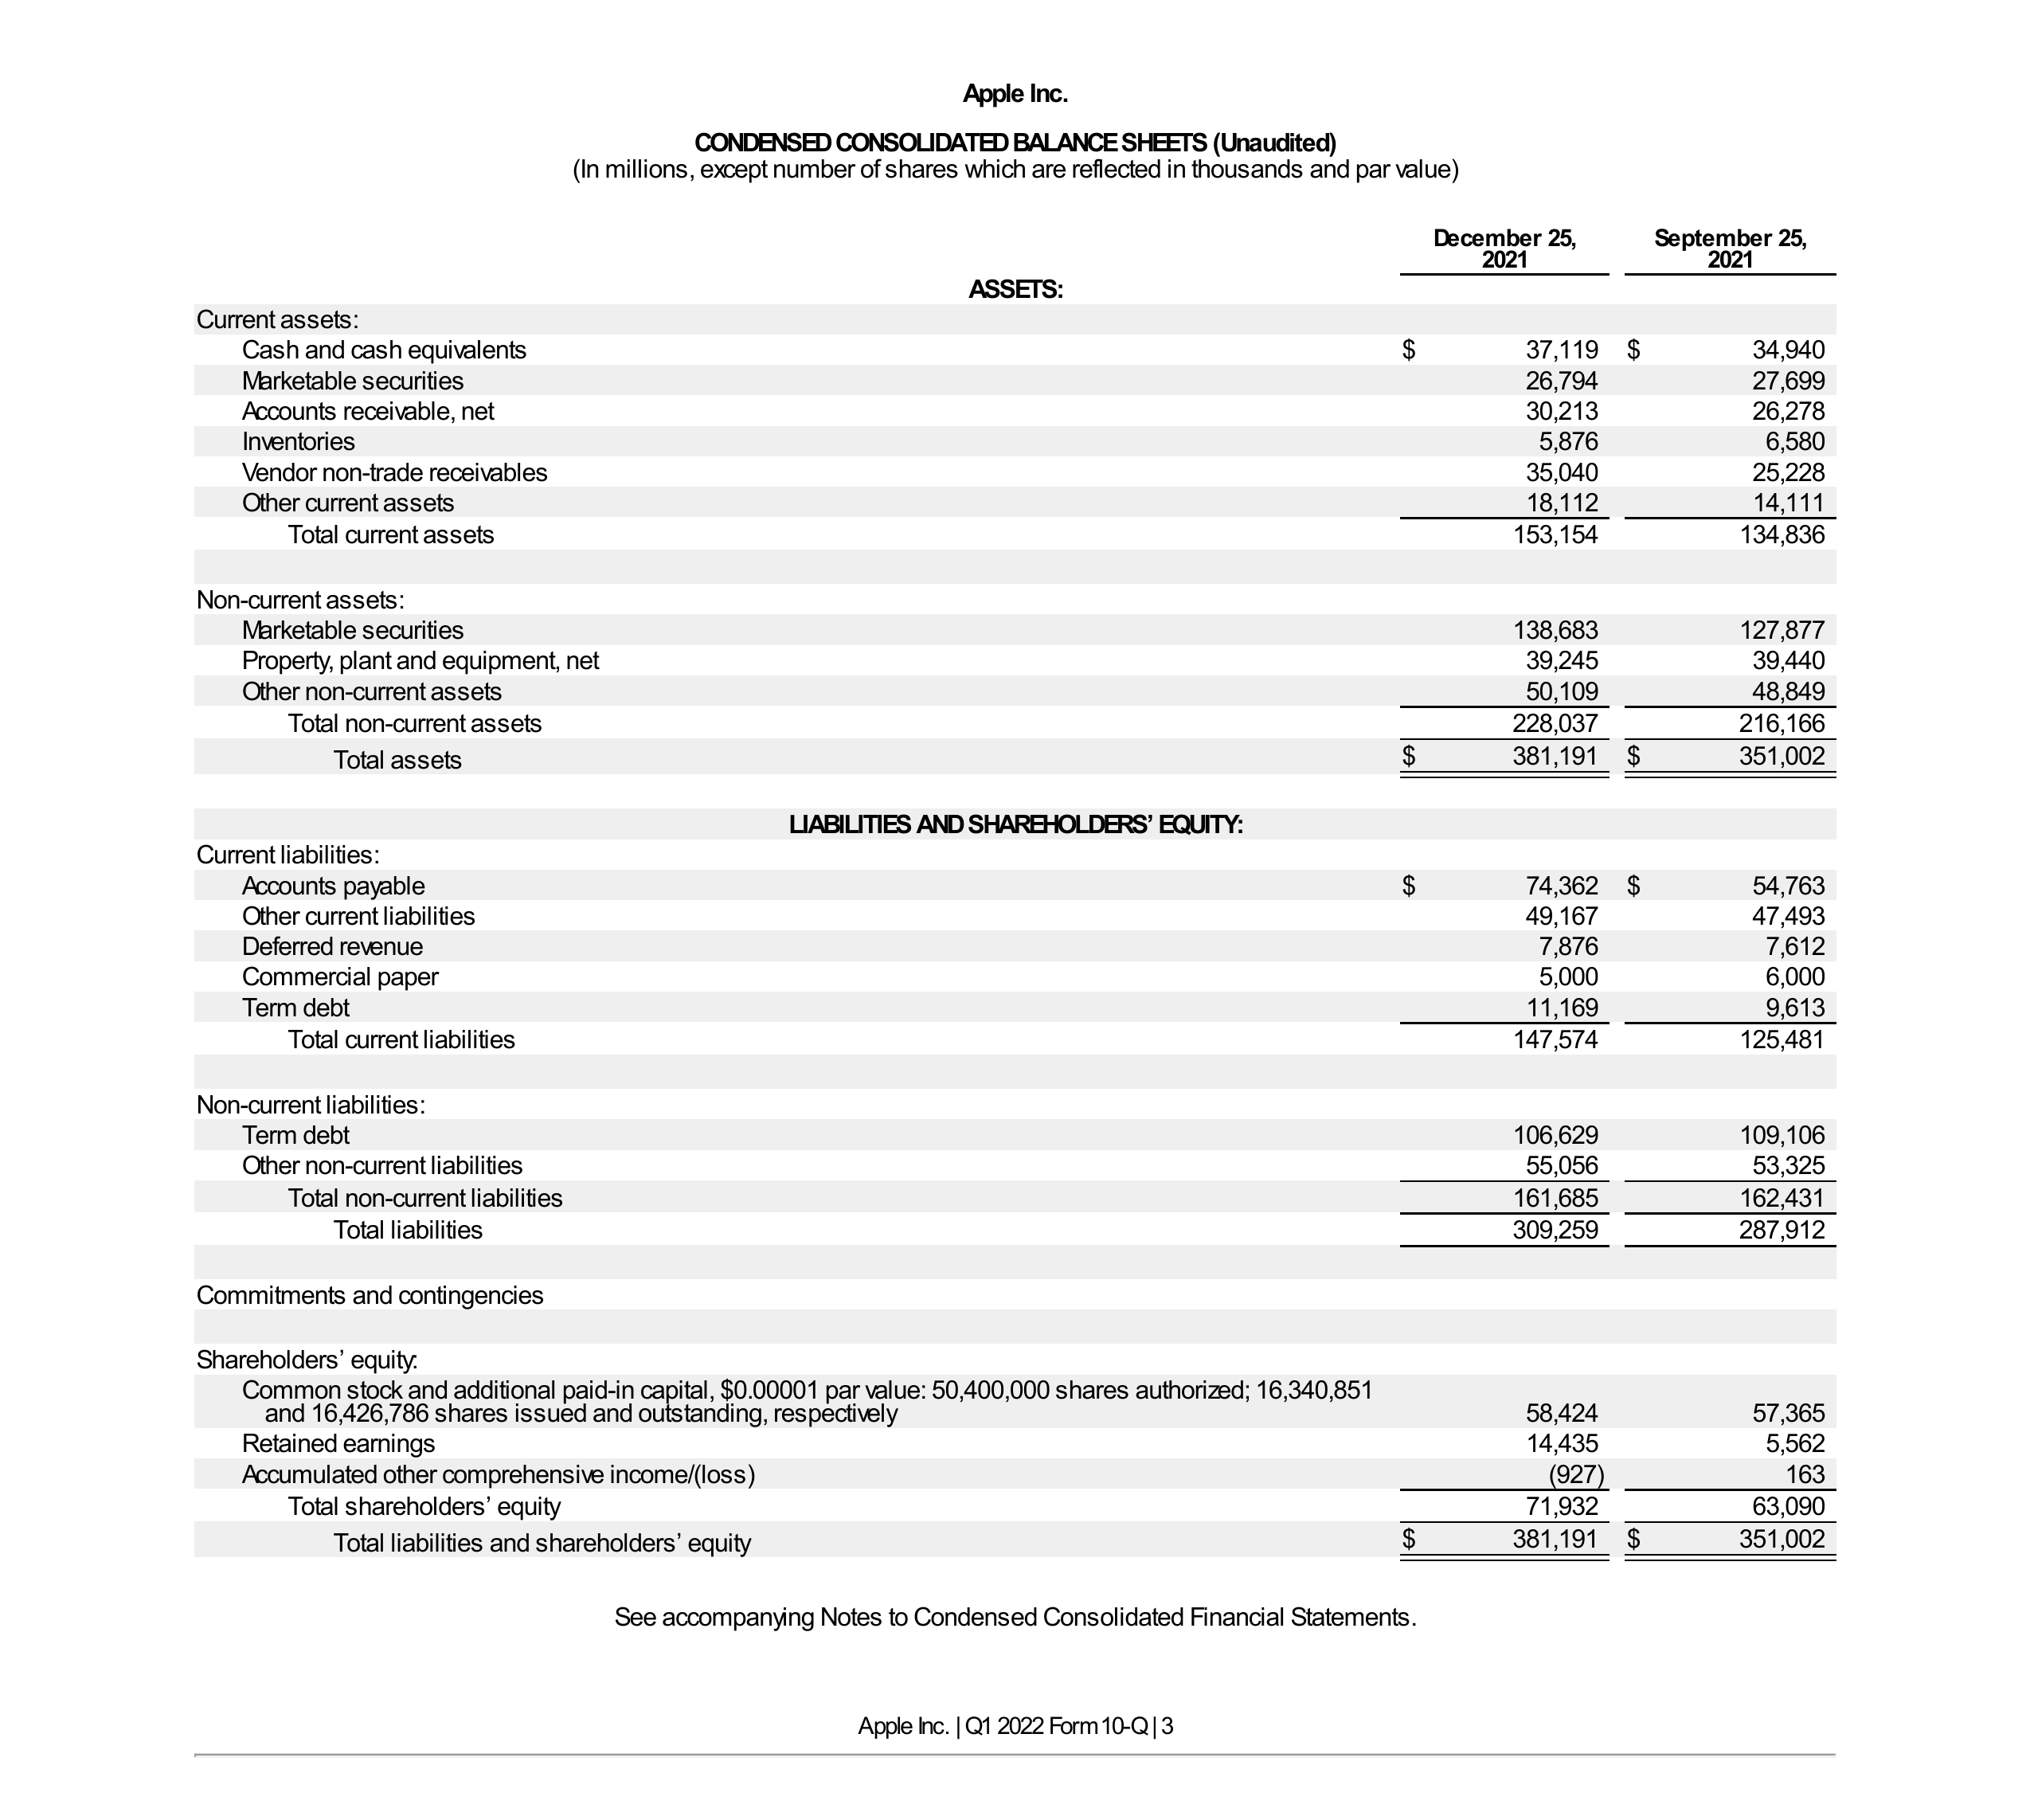 Apple Inc.
CONDENSED CONSOLIDATED BALANCE SHEETS (Unaudited)
(In millions, except number of shares which are reflected in thousands and par value)
December 25, 2021 September 25, 2021
ASSETS:
Current assets:
Cash and cash equivalents $ 37,119 $ 34,940
Marketable securities 26,794 27,699
Accounts receivable, net 30,213 26,278
Inventories 5,876 6,580
Vendor non-trade receivables 35,040 25,228
Other current assets 18,112 14,111
Total current assets 153,154 134,836
Non-current assets:
Marketable securities 138,683 127,877
Property, plant and equipment, net 39,245 39,440
Other non-current assets 50,109 48,849
Total non-current assets 228,037 216,166
Total assets $ 381,191 $ 351,002
LIABILITIES AND SHAREHOLDERS’ EQUITY:
Current liabilities:
Accounts payable $ 74,362 $ 54,763
Other current liabilities 49,167 47,493
Deferred revenue 7,876 7,612
Commercial paper 5,000 6,000
Term debt 11,169 9,613
Total current liabilities 147,574 125,481
Non-current liabilities:
Term debt 106,629 109,106
Other non-current liabilities 55,056 53,325
Total non-current liabilities 161,685 162,431
Total liabilities 309,259 287,912
Commitments and contingencies
Shareholders’ equity:
Common stock and additional paid-in capital, $0.00001 par value: 50,400,000 shares authorized; 16,340,851
and 16,426,786 shares issued and outstanding, respectively 58,424 57,365
Retained earnings 14,435 5,562
Accumulated other comprehensive income/(loss) (927) 163
Total shareholders’ equity 71,932 63,090
Total liabilities and shareholders’ equity $ 381,191 $ 351,002
See accompanying Notes to Condensed Consolidated Financial Statements.
Apple Inc. | Q1 2022 Form 10-Q | 3